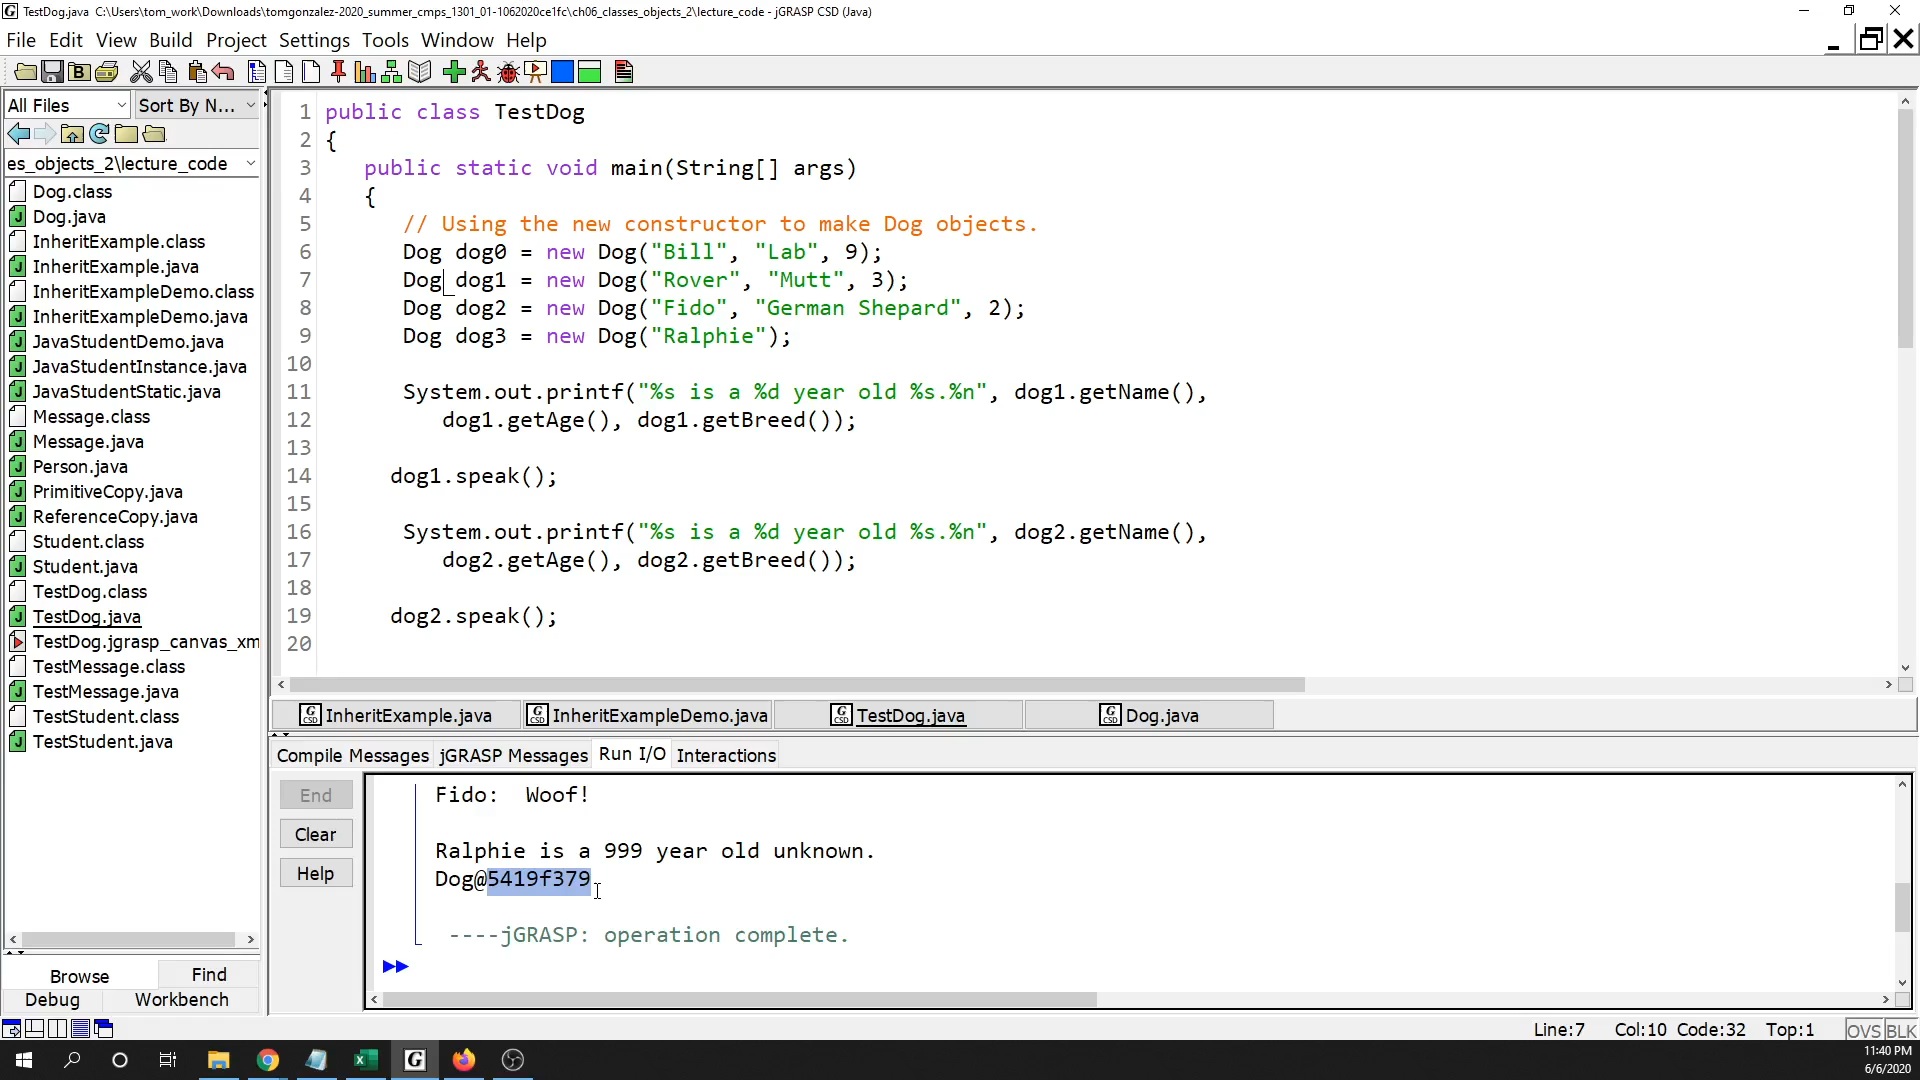 TestDog.java C:\Users\tom_work\Downloads\tomgonzalez-2020_summer_cmps_1301_01-1062020ce1fc\ch06_classes_objects_2\lecture_code - jGRASP CSD (Java)
File Edit View Build Project Settings Tools Window Help
All Files Sort By N...
es_objects_2\lecture_code
Dog.class
Dog.java
InheritExample.class
InheritExample.java
InheritExampleDemo.class
InheritExampleDemo.java
JavaStudentDemo.java
JavaStudentInstance.java
JavaStudentStatic.java
Message.class
Message.java
Person.java
PrimitiveCopy.java
ReferenceCopy.java
Student.class
Student.java
TestDog.class
TestDog.java
TestDog.jgrasp_canvas_xm
TestMessage.class
TestMessage.java
TestStudent.class
TestStudent.java
Browse Find
Debug Workbench
1 public class TestDog
2 {
3 public static void main(String[] args)
4 {
5 // Using the new constructor to make Dog objects.
6 Dog dog0 = new Dog("Bill", "Lab", 9);
7 Dog dog1 = new Dog("Rover", "Mutt", 3);
8 Dog dog2 = new Dog("Fido", "German Shepard", 2);
9 Dog dog3 = new Dog("Ralphie");
10
11 System.out.printf("%s is a %d year old %s.%n", dog1.getName(),
12 dog1.getAge(), dog1.getBreed());
13
14 dog1.speak();
15
16 System.out.printf("%s is a %d year old %s.%n", dog2.getName(),
17 dog2.getAge(), dog2.getBreed());
18
19 dog2.speak();
20
InheritExample.java InheritExampleDemo.java TestDog.java Dog.java
Compile Messages jGRASP Messages Run I/O Interactions
End
Clear
Help
Fido: Woof!
Ralphie is a 999 year old unknown.
Dog@5419f379
----jGRASP: operation complete.
Line:7 Col:10 Code:32 Top:1 OVS BLK
11:40 PM
6/6/2020